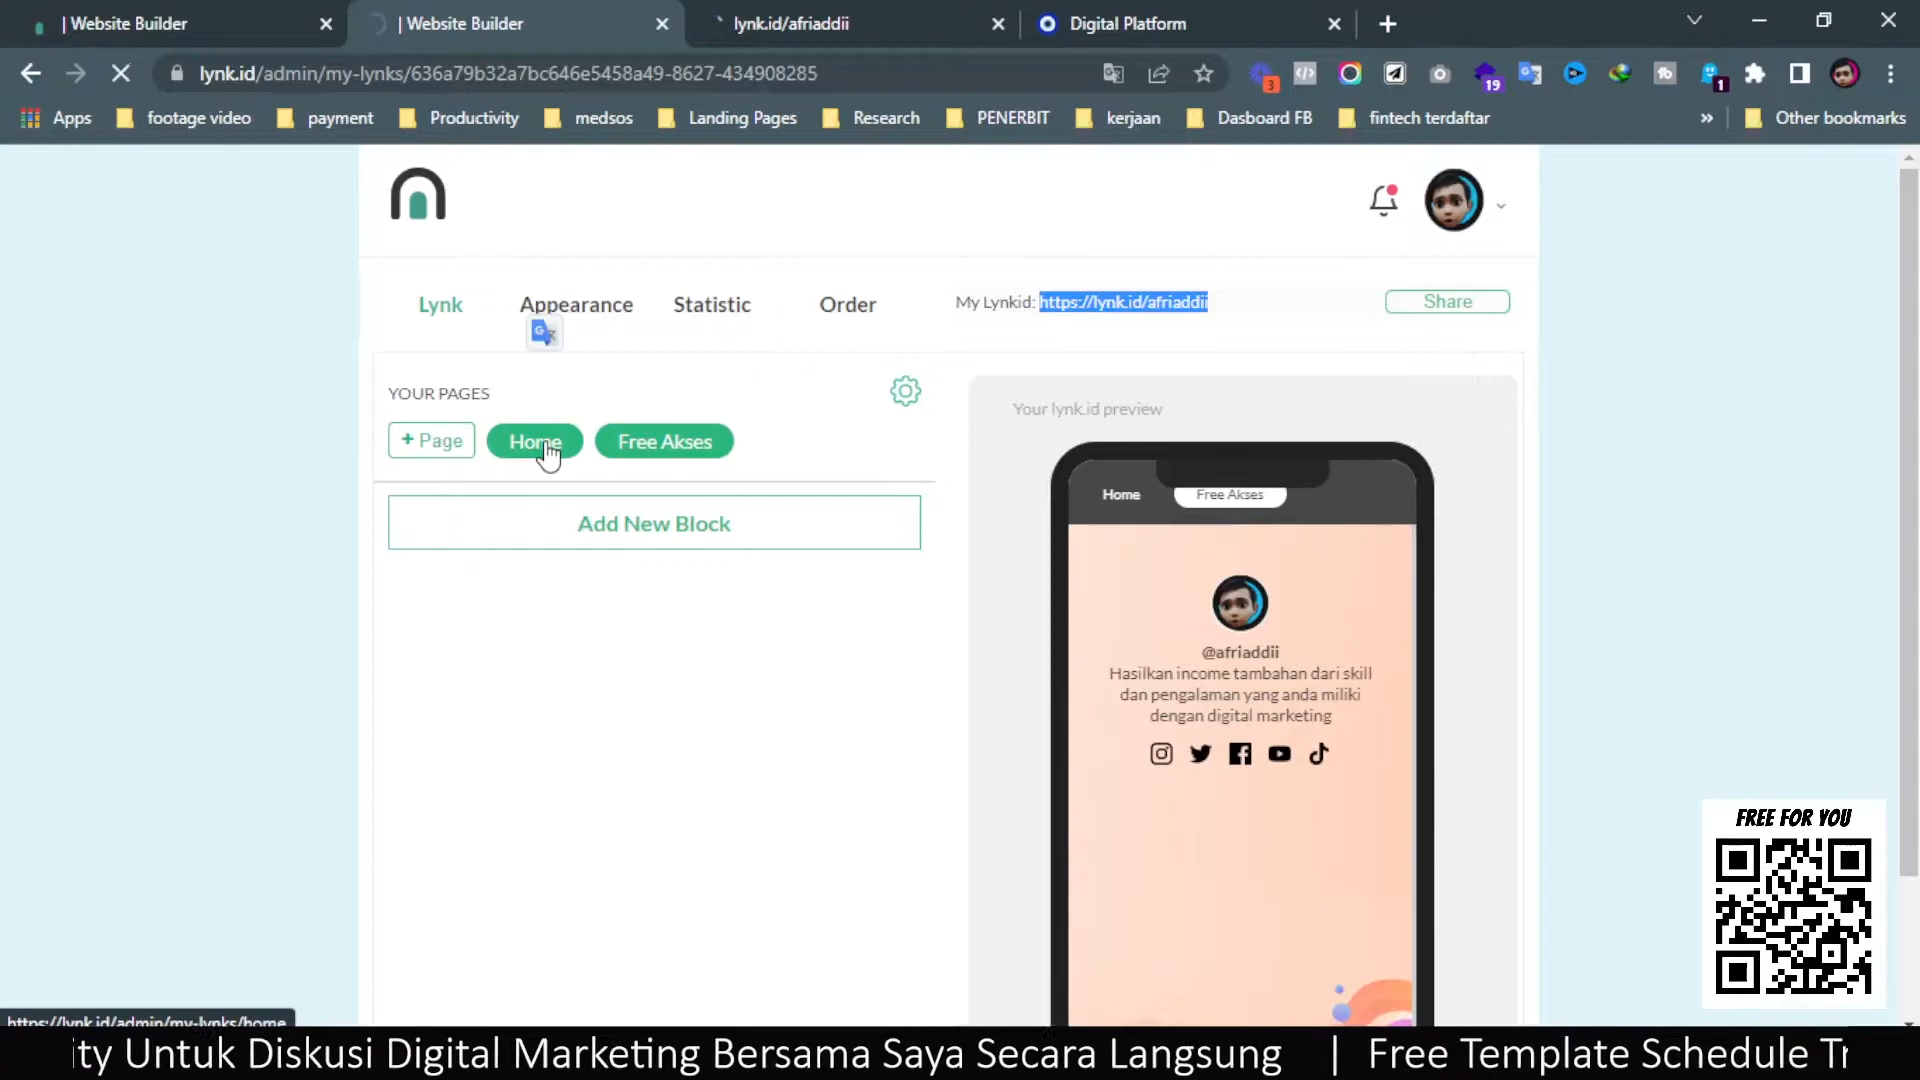 | Website Builder
| Website Builder
lynk.id/afriaddii
Digital Platform
lynk.id/admin/my-lynks/636a79b32a7bc646e5458a49-8627-434908285
3
19
1
Apps
footage video
payment
Productivity
medsos
Landing Pages
Research
PENERBIT
kerjaan
Dasboard FB
fintech terdaftar
»
Other bookmarks
Lynk
Appearance
Statistic
Order
My Lynkid: https://lynk.id/afriaddii
Share
YOUR PAGES
+ Page
Home
Free Akses
Add New Block
Your lynk.id preview
Home
Free Akses
@afriaddii
Hasilkan income tambahan dari skill
dan pengalaman yang anda miliki
dengan digital marketing
FREE FOR YOU
https://lynk.id/admin/my-lynks/home
ity Untuk Diskusi Digital Marketing Bersama Saya Secara Langsung | Free Template Schedule Tr